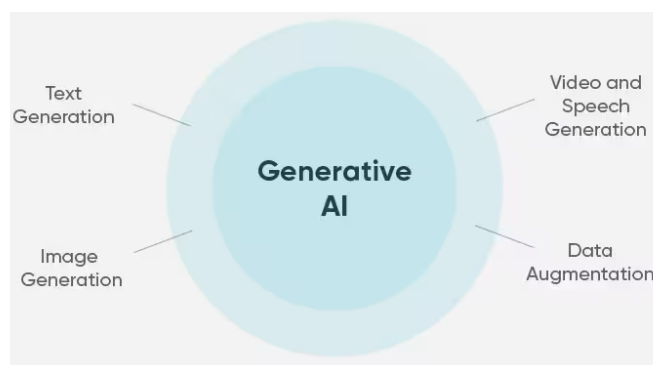 Text
Generation
Video and
Speech
Generation
Generative
AI
Image
Generation
Data
Augmentation